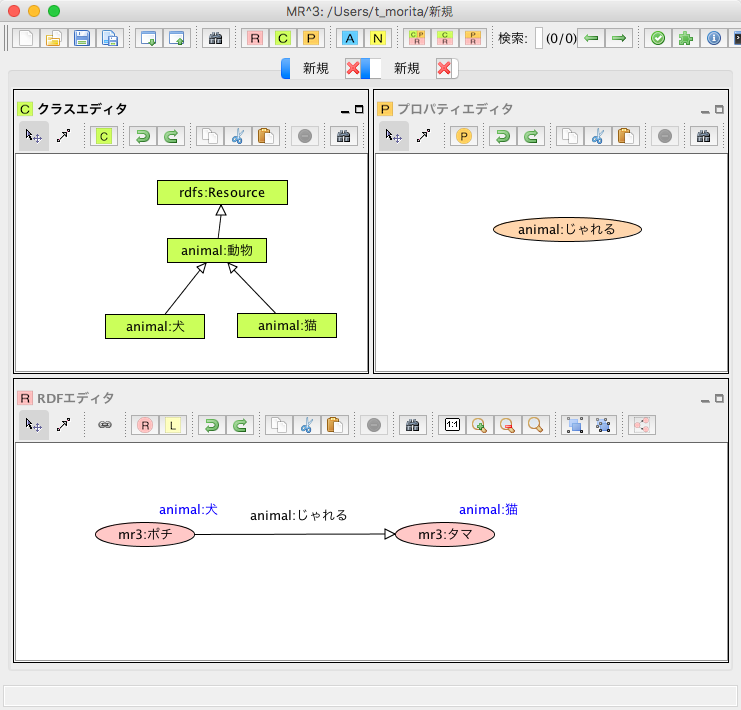 MR^3: /Users/t_morita/新規
R C P A N C P R C R P R 検索: (0/0)
新規 新規
C クラスエディタ
P プロパティエディタ
C
P
rdfs:Resource
animal:動物
animal:犬
animal:猫
animal:じゃれる
R RDFエディタ
R L 1:1
animal:犬
animal:じゃれる
animal:猫
mr3:ポチ
mr3:タマ